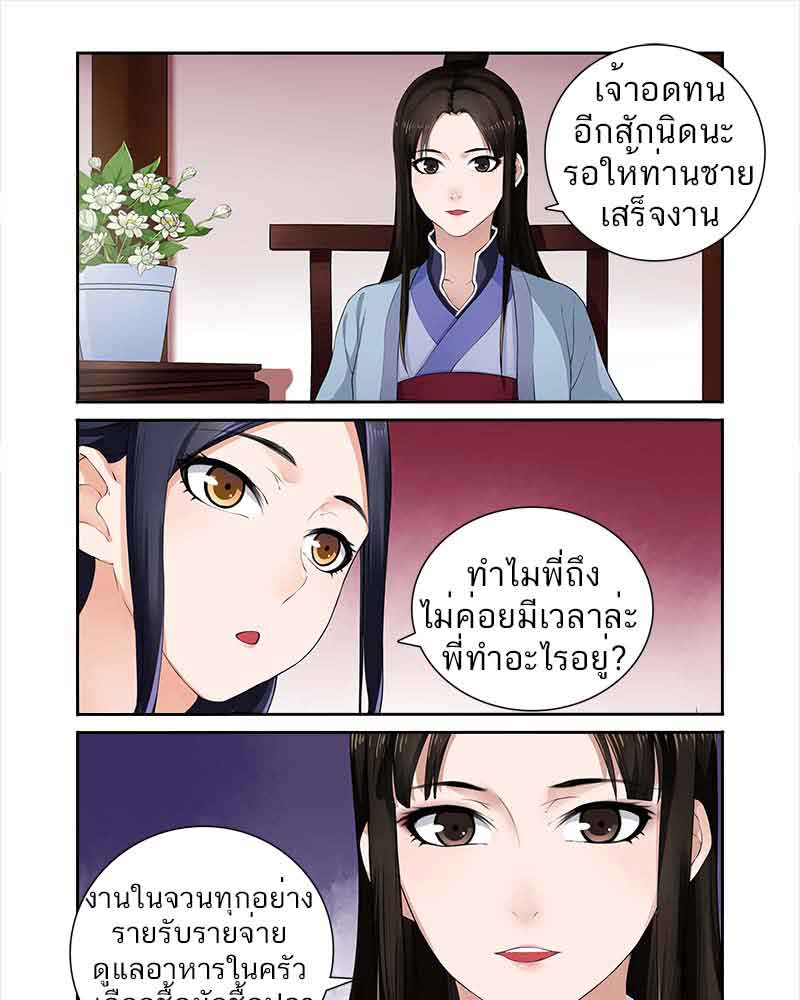 เจ้าอดทน
อีกสักนิดนะ
รอให้ท่านชาย
เสร็จงาน
ทำไมพี่ถึง
ไม่ค่อยมีเวลาล่ะ
พี่ทำอะไรอยู่?
งานในจวนทุกอย่าง
รายรับรายจ่าย
ดูแลอาหารในครัว